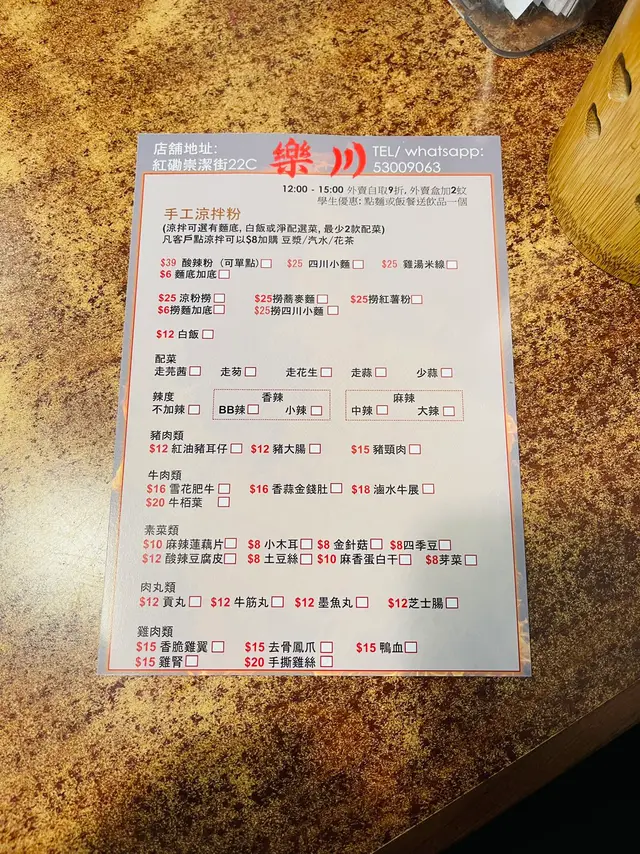 店舖地址:
紅磡崇潔街22C
樂川
TEL/ whatsapp:
53009063
12:00 - 15:00 外賣自取9折, 外賣盒加2蚊
學生優惠: 點麵或飯餐送飲品一個
手工涼拌粉
(涼拌可選有麵底, 白飯或淨配選菜, 最少2款配菜)
凡客戶點涼拌可以$8加購 豆漿/汽水/花茶
$39 酸辣粉 (可單點) $25 四川小麵 $25 雞湯米線
$6 麵底加底
$25 涼粉撈 $25撈蕎麥麵 $25撈紅薯粉
$6撈麵加底 $25撈四川小麵
$12 白飯
配菜
走芫茜 走芴 走花生 走蒜 少蒜
辣度 香辣 麻辣
不加辣 BB辣 小辣 中辣 大辣
豬肉類
$12 紅油豬耳仔 $12 豬大腸 $15 豬頸肉
牛肉類
$16 雪花肥牛 $16 香蒜金錢肚 $18 滷水牛展
$20 牛栢葉
素菜類
$10 麻辣蓮藕片 $8 小木耳 $8 金針菇 $8四季豆
$12 酸辣豆腐皮 $8 土豆絲 $10 麻香蛋白干 $8芽菜
肉丸類
$12 貢丸 $12 牛筋丸 $12 墨魚丸 $12芝士腸
雞肉類
$15 香脆雞翼 $15 去骨鳳爪 $15 鴨血
$15 雞腎 $20 手撕雞絲